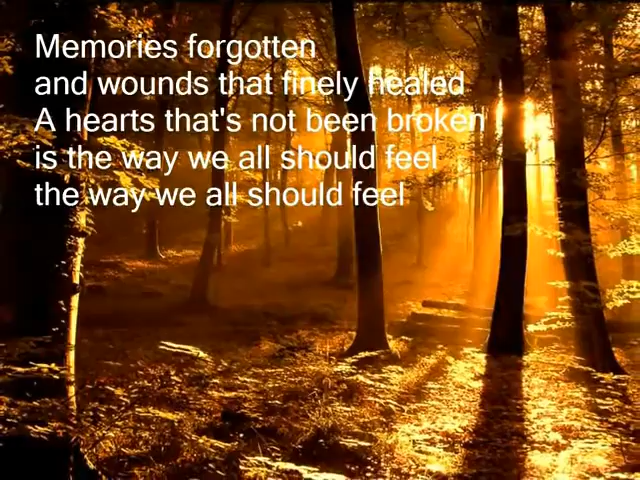 Memories forgotten
and wounds that finely healed
A hearts that's not been broken
is the way we all should feel
the way we all should feel